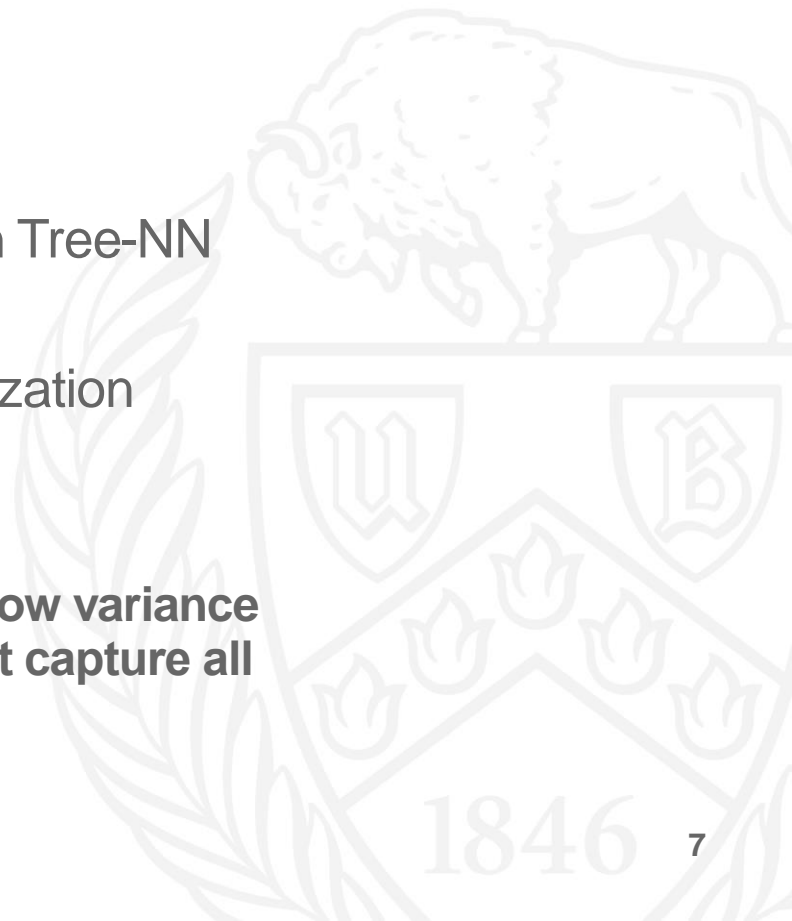 n Tree-NN
zation
ow variance
t capture all
U B
1846
7